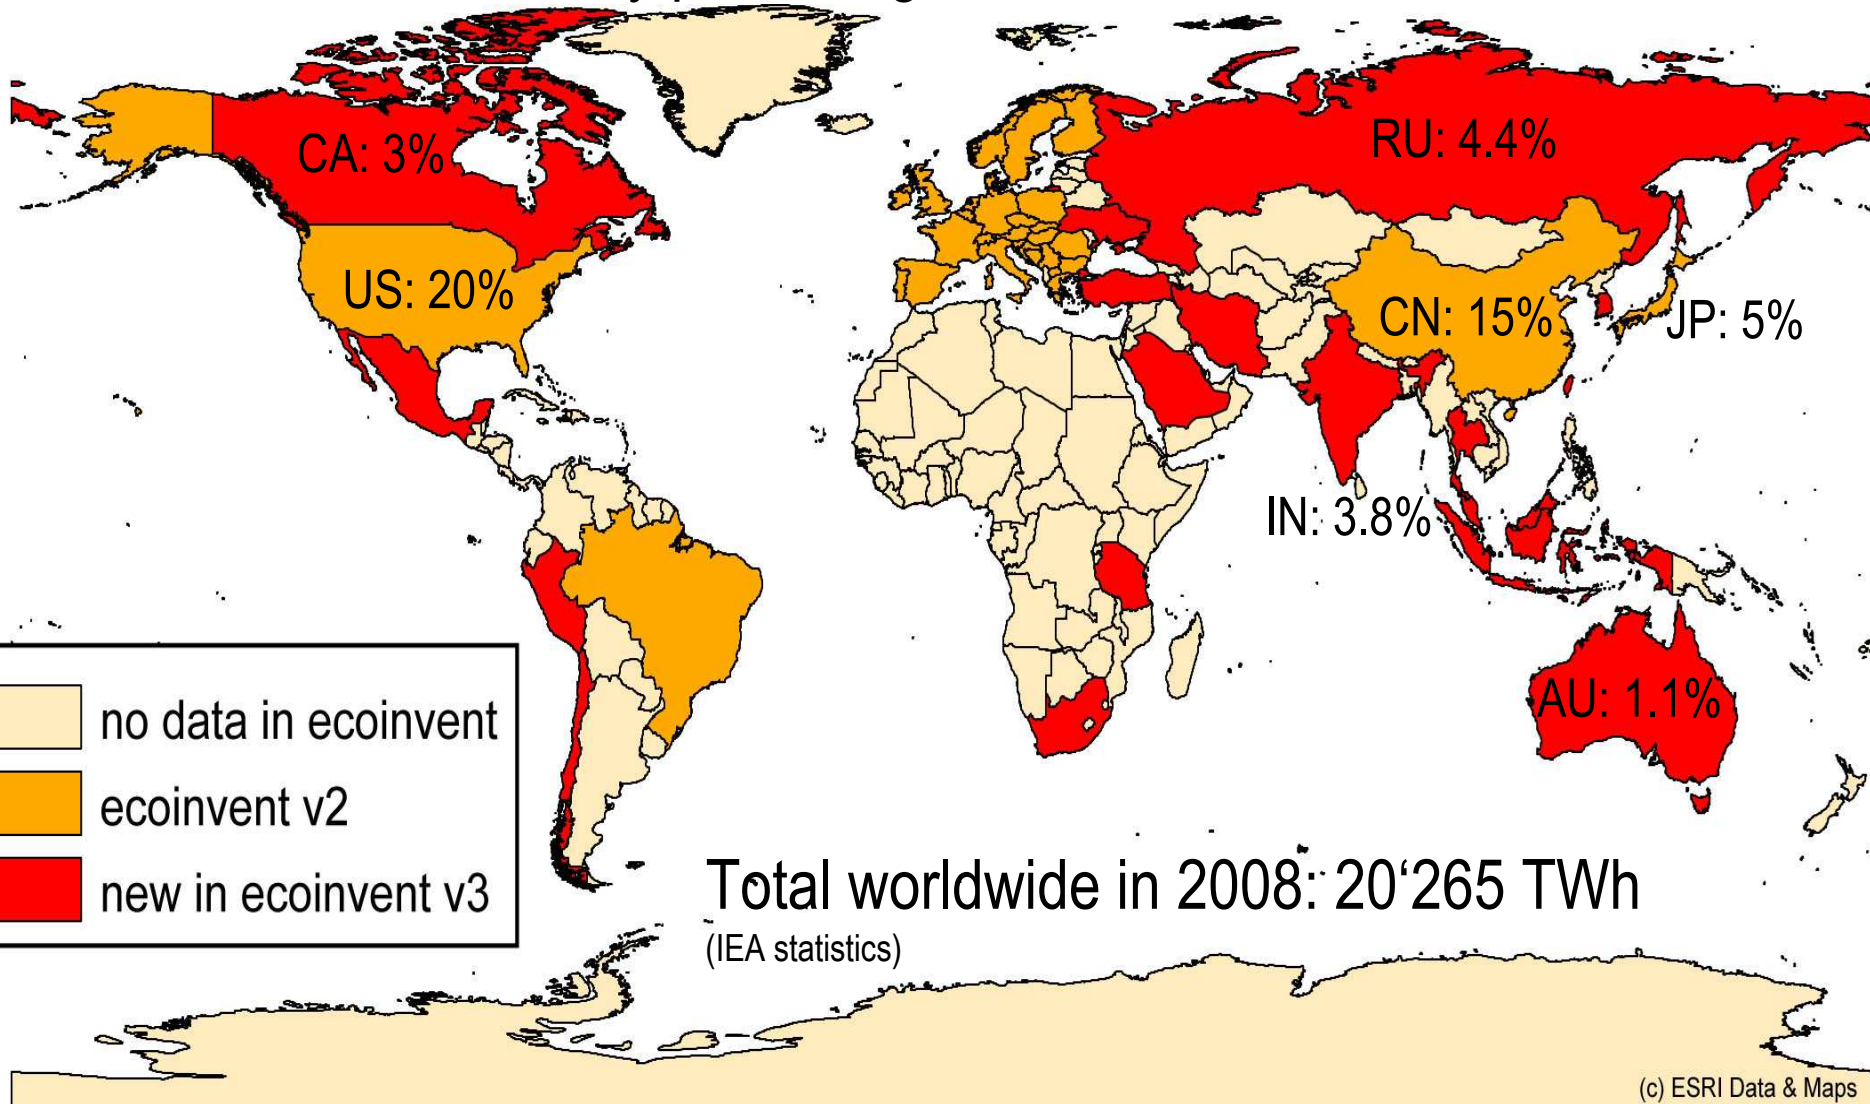 CA: 3%
RU: 4.4%
US: 20%
CN: 15%
JP: 5%
IN: 3.8%
AU: 1.1%
no data in ecoinvent
ecoinvent v2
new in ecoinvent v3
Total worldwide in 2008: 20‘265 TWh
(IEA statistics)
(c) ESRI Data & Maps